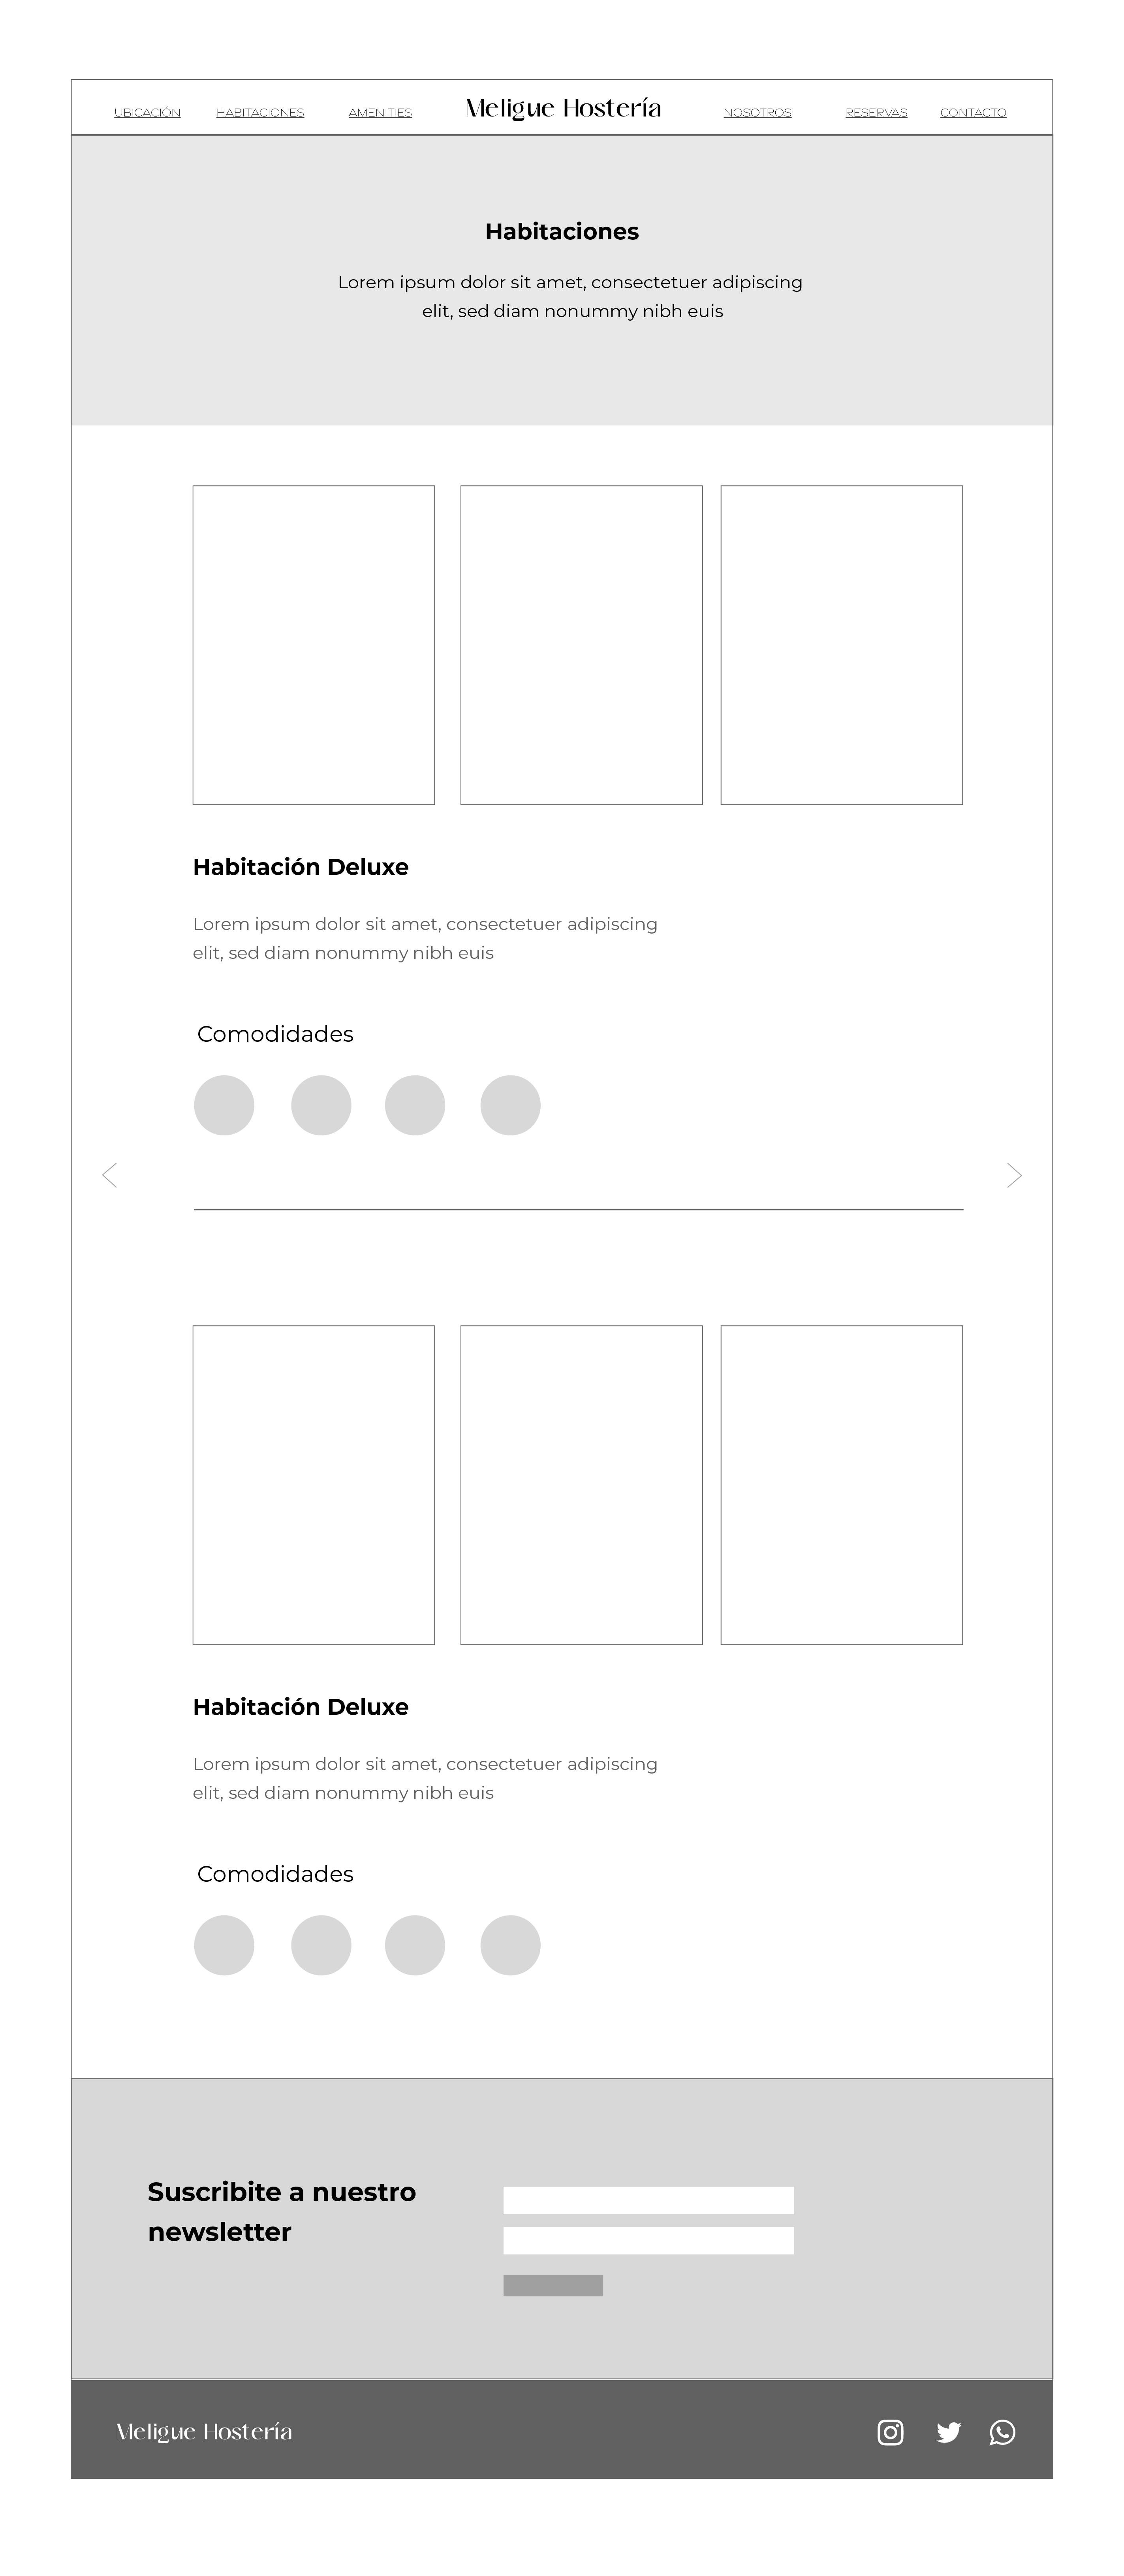 UBICACIÓN HABITACIONES AMENITIES Meligue Hostería NOSOTROS RESERVAS CONTACTO
Habitaciones
Lorem ipsum dolor sit amet, consectetuer adipiscing
elit, sed diam nonummy nibh euis
Habitación Deluxe
Lorem ipsum dolor sit amet, consectetuer adipiscing
elit, sed diam nonummy nibh euis
Comodidades
Habitación Deluxe
Lorem ipsum dolor sit amet, consectetuer adipiscing
elit, sed diam nonummy nibh euis
Comodidades
Suscribite a nuestro
newsletter
Meligue Hostería